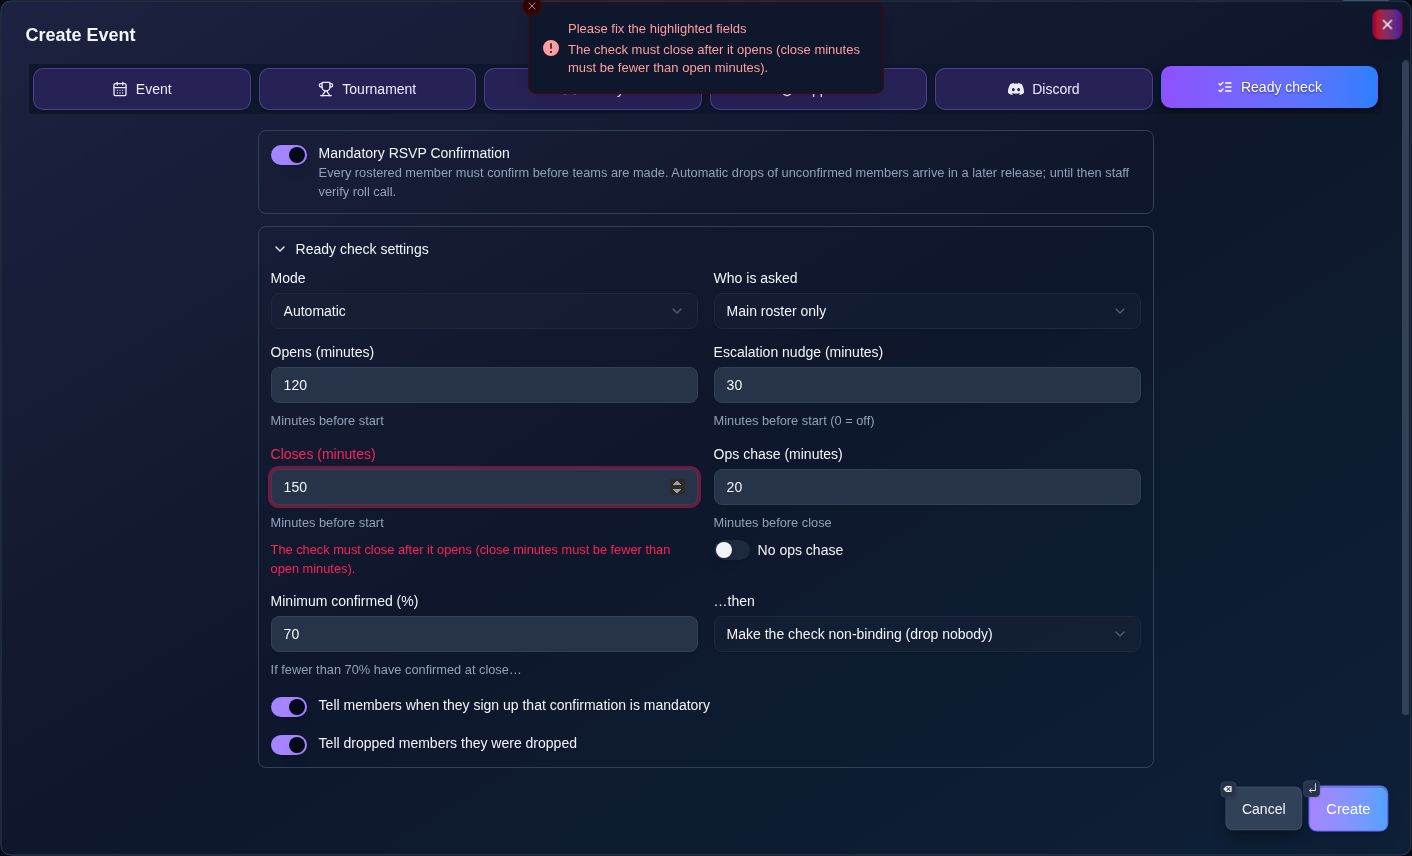 Create Event
Please fix the highlighted fields
The check must close after it opens (close minutes
must be fewer than open minutes).
Event
Tournament
Discord
Ready check
Mandatory RSVP Confirmation
Every rostered member must confirm before teams are made. Automatic drops of unconfirmed members arrive in a later release; until then staff
verify roll call.
Ready check settings
Mode
Who is asked
Automatic
Main roster only
Opens (minutes)
Escalation nudge (minutes)
120
30
Minutes before start
Minutes before start (0 = off)
Closes (minutes)
Ops chase (minutes)
150
20
Minutes before start
Minutes before close
The check must close after it opens (close minutes must be fewer than
open minutes).
No ops chase
Minimum confirmed (%)
…then
70
Make the check non-binding (drop nobody)
If fewer than 70% have confirmed at close…
Tell members when they sign up that confirmation is mandatory
Tell dropped members they were dropped
Cancel
Create